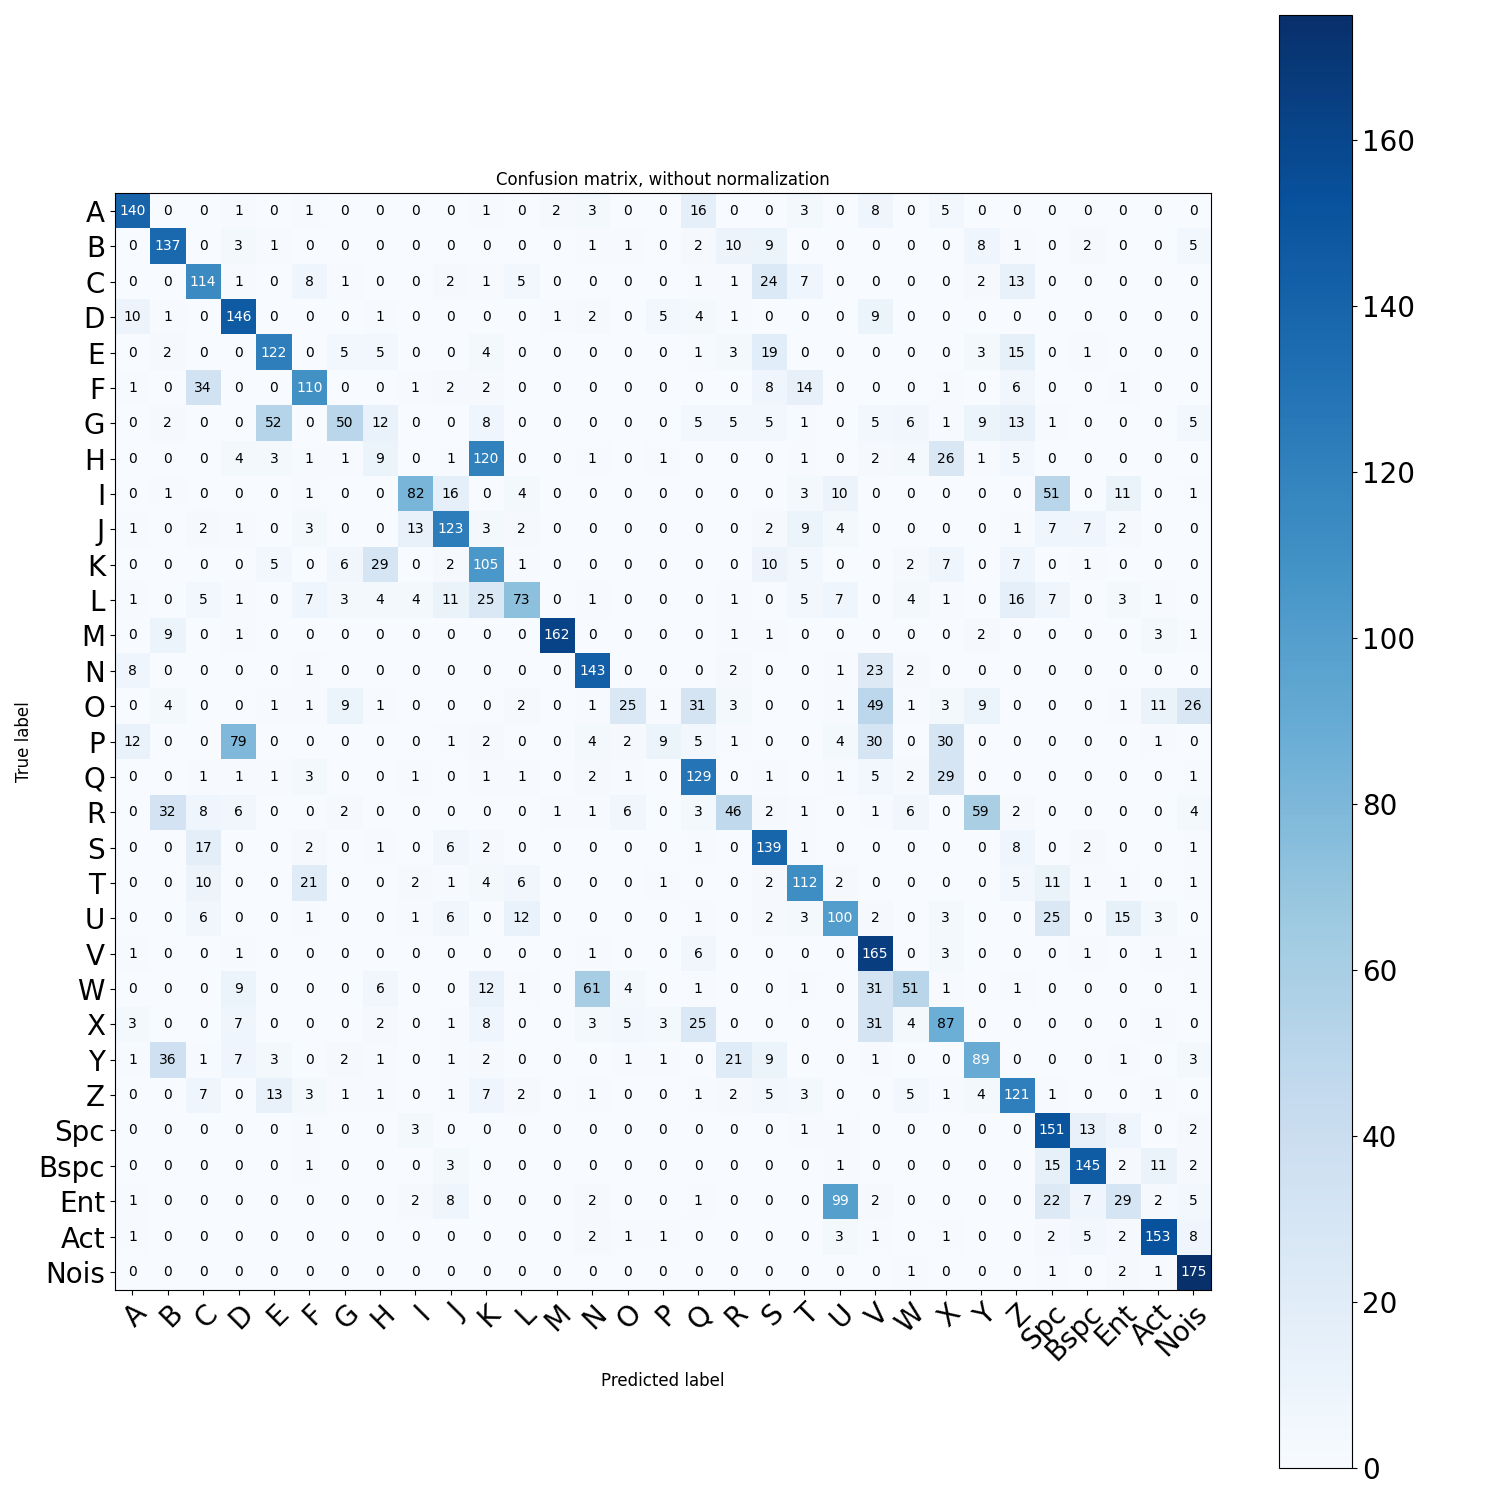 Confusion matrix, without normalization
A 140 0 0 1 0 1 0 0 0 0 1 0 2 3 0 0 16 0 0 3 0 8 0 5 0 0 0 0 0 0 0
B 0 137 0 3 1 0 0 0 0 0 0 0 0 1 1 0 2 10 9 0 0 0 0 0 8 1 0 2 0 0 5
C 0 0 114 1 0 8 1 0 0 2 1 5 0 0 0 0 1 1 24 7 0 0 0 0 2 13 0 0 0 0 0
D 10 1 0 146 0 0 0 1 0 0 0 0 1 2 0 5 4 1 0 0 0 9 0 0 0 0 0 0 0 0 0
E 0 2 0 0 122 0 5 5 0 0 4 0 0 0 0 0 1 3 19 0 0 0 0 0 3 15 0 1 0 0 0
F 1 0 34 0 0 110 0 0 1 2 2 0 0 0 0 0 0 0 8 14 0 0 0 1 0 6 0 0 1 0 0
G 0 2 0 0 52 0 50 12 0 0 8 0 0 0 0 0 5 5 5 1 0 5 6 1 9 13 1 0 0 0 5
H 0 0 0 4 3 1 1 9 0 1 120 0 0 1 0 1 0 0 0 1 0 2 4 26 1 5 0 0 0 0 0
I 0 1 0 0 0 1 0 0 82 16 0 4 0 0 0 0 0 0 0 3 10 0 0 0 0 0 51 0 11 0 1
J 1 0 2 1 0 3 0 0 13 123 3 2 0 0 0 0 0 0 2 9 4 0 0 0 0 1 7 7 2 0 0
K 0 0 0 0 5 0 6 29 0 2 105 1 0 0 0 0 0 0 10 5 0 0 2 7 0 7 0 1 0 0 0
L 1 0 5 1 0 7 3 4 4 11 25 73 0 1 0 0 0 1 0 5 7 0 4 1 0 16 7 0 3 1 0
M 0 9 0 1 0 0 0 0 0 0 0 0 162 0 0 0 0 1 1 0 0 0 0 0 2 0 0 0 0 3 1
N 8 0 0 0 0 1 0 0 0 0 0 0 0 143 0 0 0 2 0 0 1 23 2 0 0 0 0 0 0 0 0
O 0 4 0 0 1 1 9 1 0 0 0 2 0 1 25 1 31 3 0 0 1 49 1 3 9 0 0 0 1 11 26
P 12 0 0 79 0 0 0 0 0 1 2 0 0 4 2 9 5 1 0 0 4 30 0 30 0 0 0 0 0 1 0
Q 0 0 1 1 1 3 0 0 1 0 1 1 0 2 1 0 129 0 1 0 1 5 2 29 0 0 0 0 0 0 1
R 0 32 8 6 0 0 2 0 0 0 0 0 1 1 6 0 3 46 2 1 0 1 6 0 59 2 0 0 0 0 4
S 0 0 17 0 0 2 0 1 0 6 2 0 0 0 0 0 1 0 139 1 0 0 0 0 0 8 0 2 0 0 1
T 0 0 10 0 0 21 0 0 2 1 4 6 0 0 0 1 0 0 2 112 2 0 0 0 0 5 11 1 1 0 1
U 0 0 6 0 0 1 0 0 1 6 0 12 0 0 0 0 1 0 2 3 100 2 0 3 0 0 25 0 15 3 0
V 1 0 0 1 0 0 0 0 0 0 0 0 0 1 0 0 6 0 0 0 0 165 0 3 0 0 0 1 0 1 1
W 0 0 0 9 0 0 0 6 0 0 12 1 0 61 4 0 1 0 0 1 0 31 51 1 0 1 0 0 0 0 1
X 3 0 0 7 0 0 0 2 0 1 8 0 0 3 5 3 25 0 0 0 0 31 4 87 0 0 0 0 0 1 0
Y 1 36 1 7 3 0 2 1 0 1 2 0 0 0 1 1 0 21 9 0 0 1 0 0 89 0 0 0 1 0 3
Z 0 0 7 0 13 3 1 1 0 1 7 2 0 1 0 0 1 2 5 3 0 0 5 1 4 121 1 0 0 1 0
Spc 0 0 0 0 0 1 0 0 3 0 0 0 0 0 0 0 0 0 0 1 1 0 0 0 0 0 151 13 8 0 2
Bspc 0 0 0 0 0 1 0 0 0 3 0 0 0 0 0 0 0 0 0 0 1 0 0 0 0 0 15 145 2 11 2
Ent 1 0 0 0 0 0 0 0 2 8 0 0 0 2 0 0 1 0 0 0 99 2 0 0 0 0 22 7 29 2 5
Act 1 0 0 0 0 0 0 0 0 0 0 0 0 2 1 1 0 0 0 0 3 1 0 1 0 0 2 5 2 153 8
Nois 0 0 0 0 0 0 0 0 0 0 0 0 0 0 0 0 0 0 0 0 0 0 1 0 0 0 1 0 2 1 175
A B C D E F G H I J K L M N O P Q R S T U V W X Y Z Spc Bspc Ent Act Nois
Predicted label
True label
160
140
120
100
80
60
40
20
0